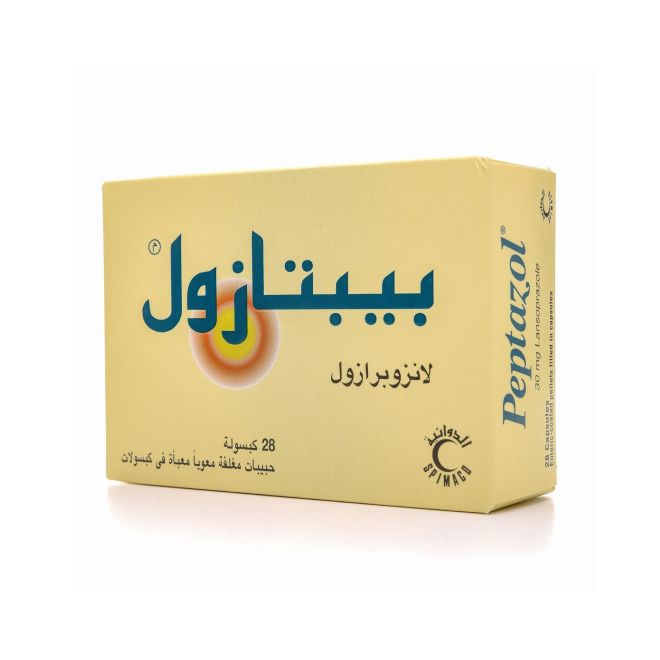 بيبتازول
م
لانزوبرازول
28 كبسولة
حبيبات مغلفة معوياً معبأة فى كبسولات
الدوائية
SPIMACO
Peptazol®
30 mg Lansoprazole
28 Capsules
Enteric-coated pellets filled in capsules